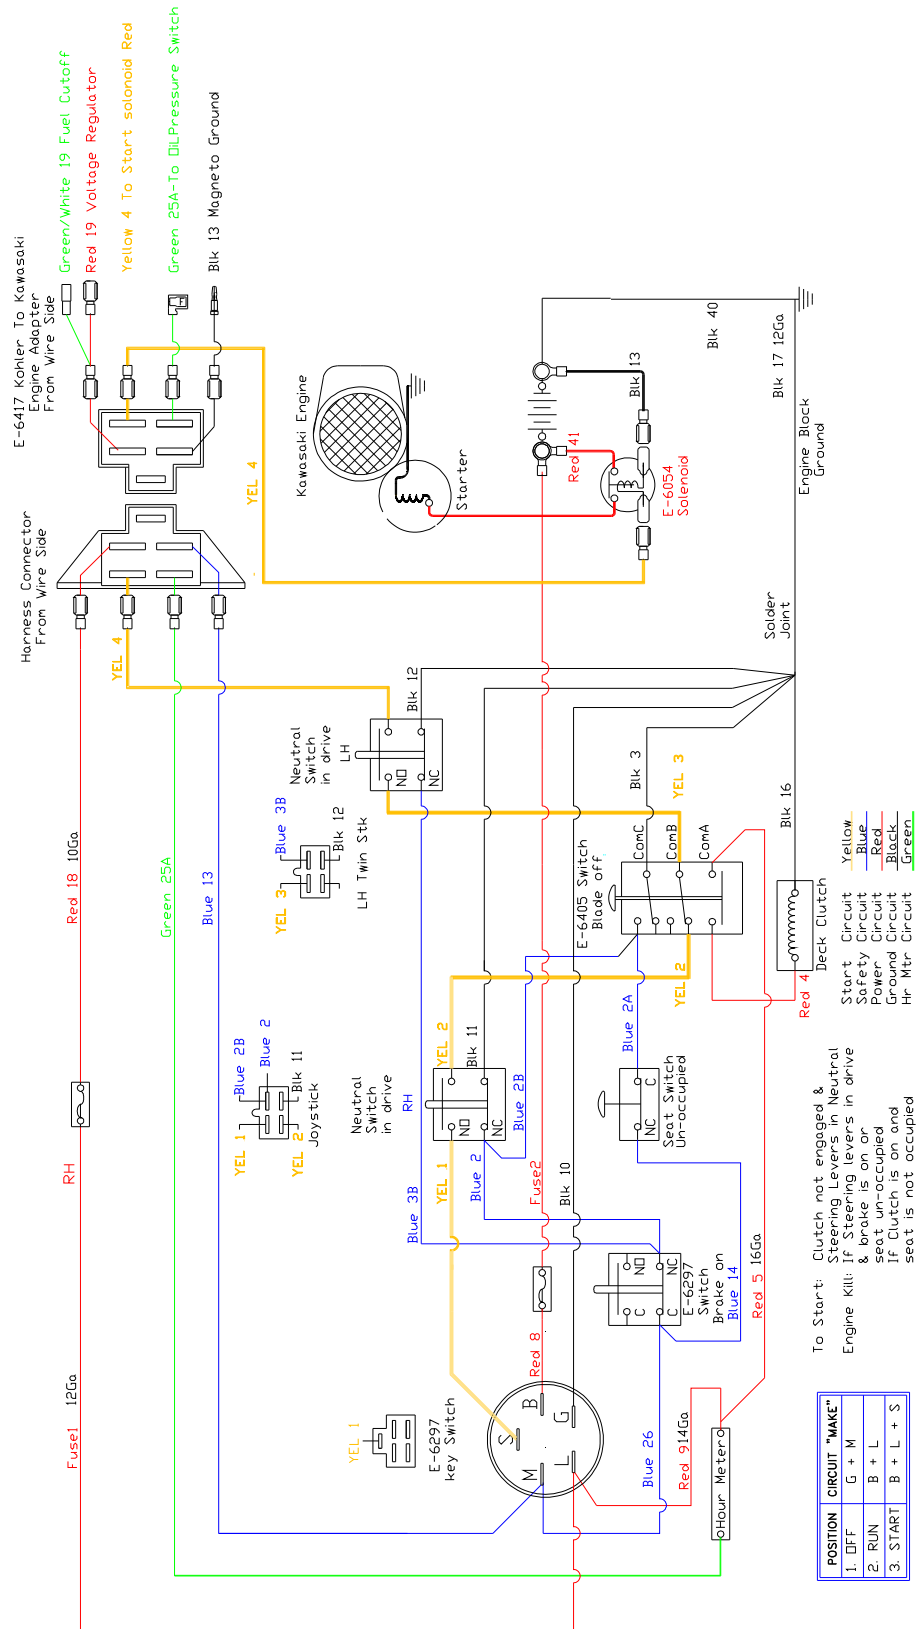 E-6417 Kohler To Kawasaki
Engine Adapter
From Wire Side
Green/White 19 Fuel Cutoff
Red 19 Voltage Regulator
Yellow 4 To Start solonoid Red
Green 25A-To OiLPressure Switch
Blk 13 Magneto Ground
Harness Connector
From Wire Side
YEL 4
YEL 4
Kawasaki Engine
Starter
Red 41
Blk 13
E-6054
Solenoid
Blk 40
Blk 17 12Ga
Engine Block
Ground
Solder
Joint
Red 18 10Ga
Green 25A
Blue 13
Neutral
Switch
in drive
LH
NO
NC
Blk 12
Blue 3B
Blk 12
YEL 3
LH Twin Stk
Blk 3
YEL 3
Blk 16
E-6405 Switch
Blade off
ComC
ComB
ComA
YEL 2
Deck Clutch
Red 4
Start Circuit Yellow
Safety Circuit Blue
Power Circuit Red
Ground Circuit Black
Hr Mtr Circuit Green
RH
Blue 2B
Blue 2
Blk 11
YEL 1
YEL 2
Joystick
Neutral
Switch
in drive
RH
YEL 2
Blk 11
NO
NC
Blue 2B
Blue 2A
Seat Switch
Un-occupied
C
NC
YEL 1
Blue 2
Blue 3B
Fuse2
Blk 10
NO
NC
C
C
E-6297
Switch
Brake on
Blue 14
Red 5 16Ga
To Start: Clutch not engaged &
Steering Levers in Neutral
Engine Kill: If Steering levers in drive
& brake is on or
seat un-occupied
If Clutch is on and
seat is not occupied
Fuse1 12Ga
YEL 1
E-6297
key Switch
Red 8
B
S
G
M
L
Blue 26
Red 914Ga
Hour Meter
POSITION CIRCUIT "MAKE"
1. OFF G + M
2. RUN B + L
3. START B + L + S